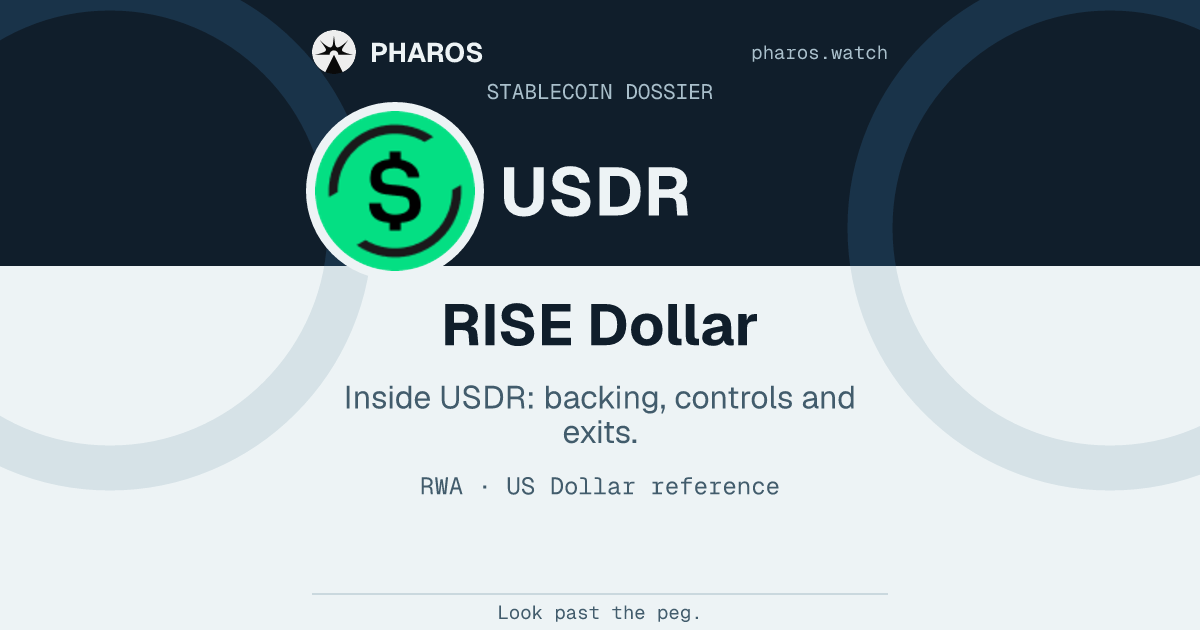 PHAROS
pharos.watch
STABLECOIN DOSSIER
$
USDR
RISE Dollar
Inside USDR: backing, controls and
exits.
RWA · US Dollar reference
Look past the peg.